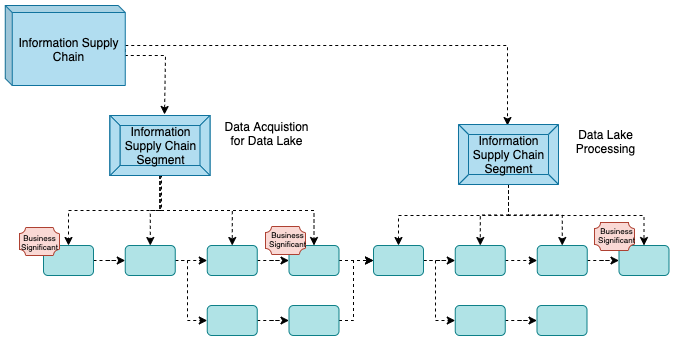 Information Supply
Chain
Information
Supply Chain
Segment
Data Acquistion
for Data Lake
Information
Supply Chain
Segment
Data Lake
Processing
Business
Significant
Business
Significant
Business
Significant